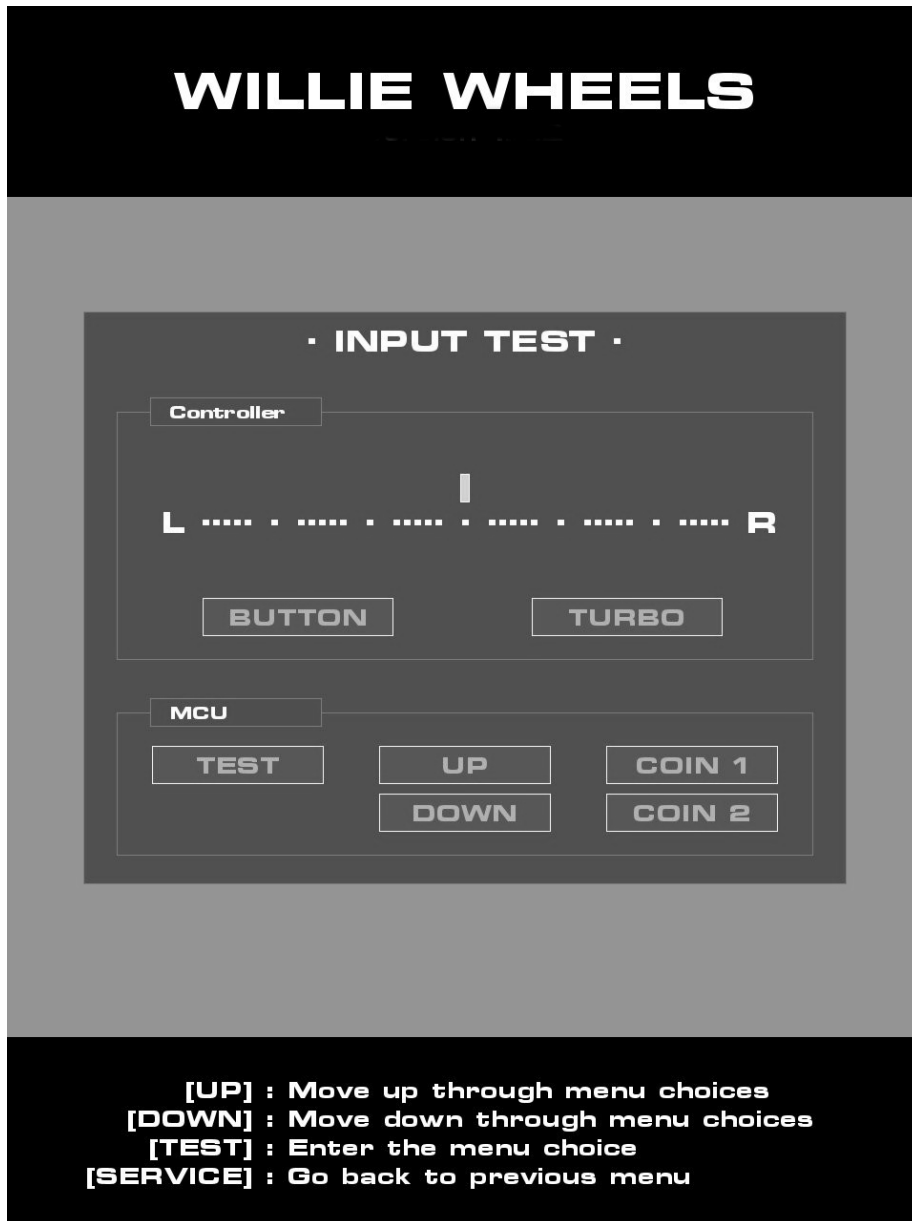 WILLIE WHEELS
· INPUT TEST ·
Controller
L ····· · ····· · ····· · ····· · ····· · ····· R
BUTTON TURBO
MCU
TEST UP COIN 1
DOWN COIN 2
[UP] : Move up through menu choices
[DOWN] : Move down through menu choices
[TEST] : Enter the menu choice
[SERVICE] : Go back to previous menu